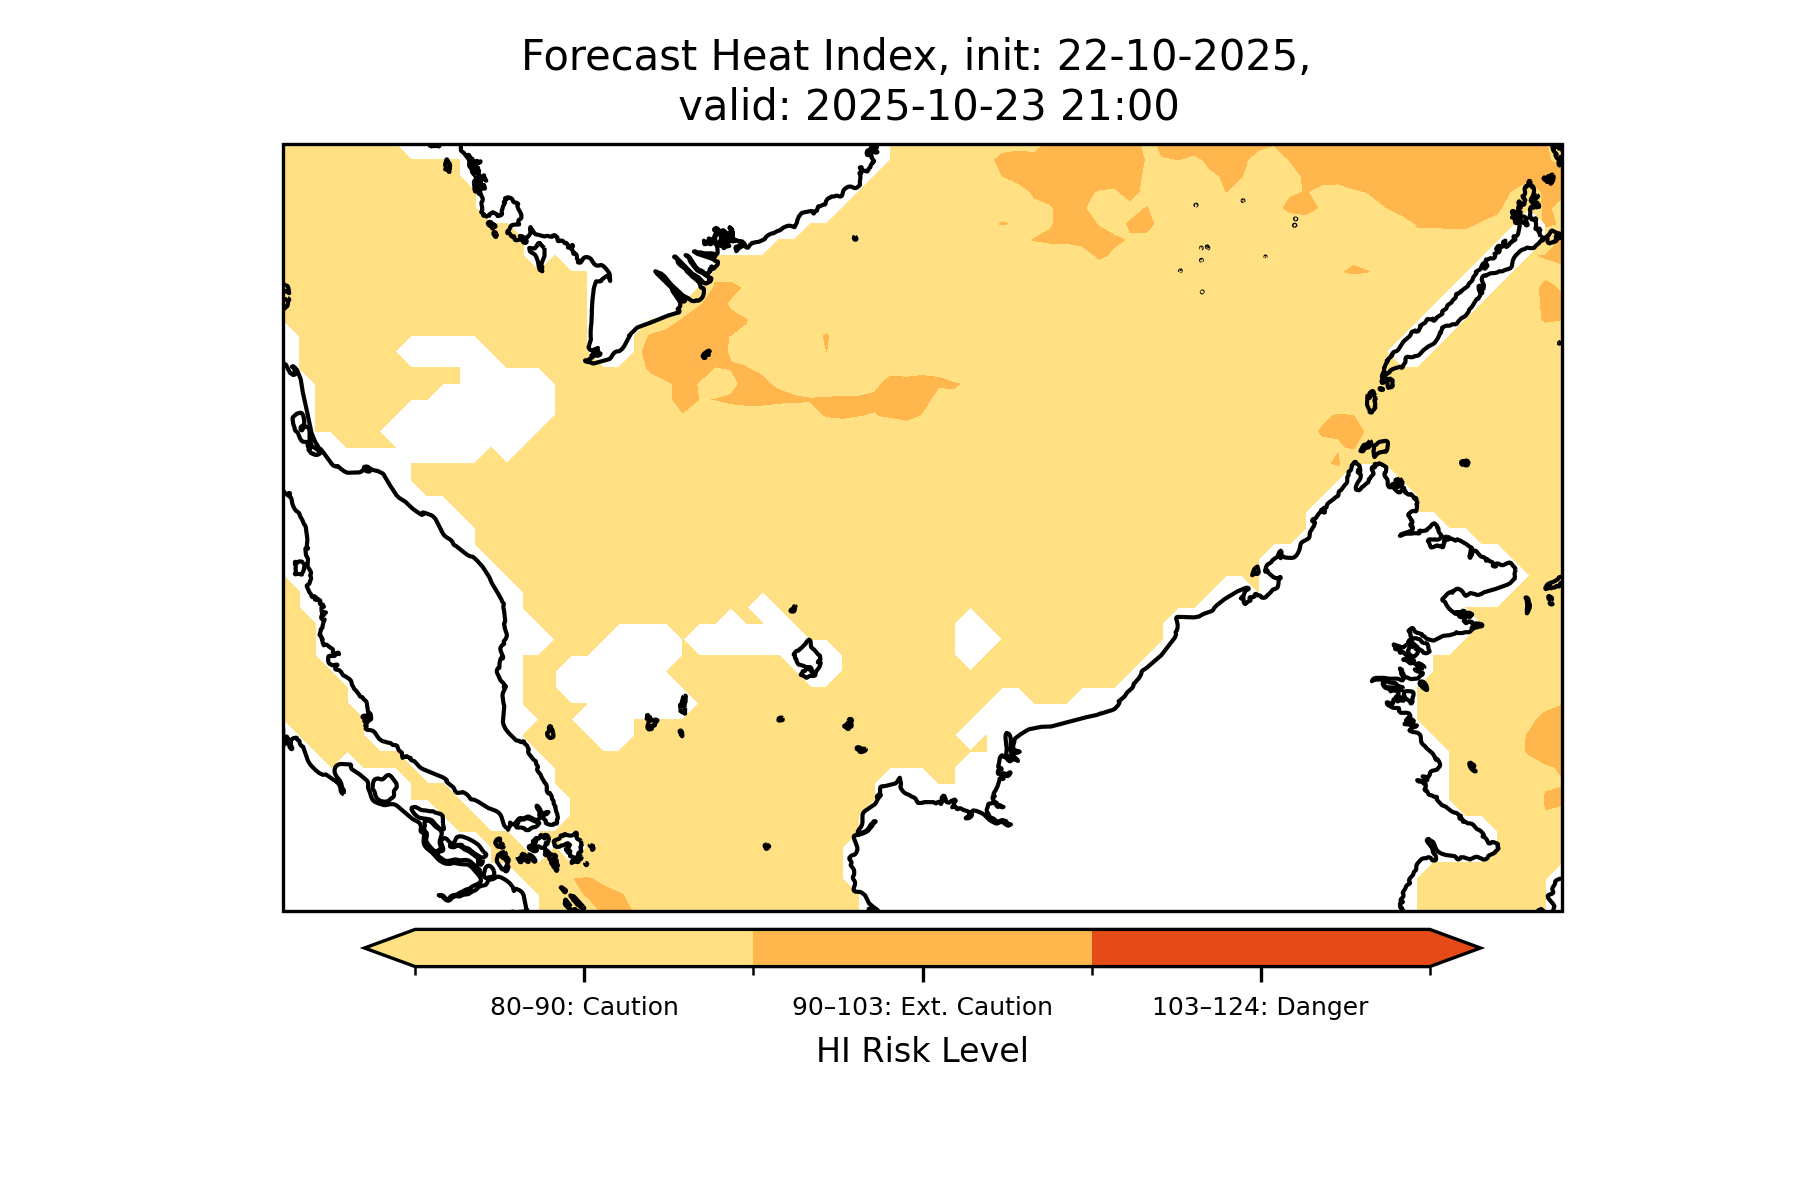 Forecast Heat Index, init: 22-10-2025,
valid: 2025-10-23 21:00
80–90: Caution
90–103: Ext. Caution
103–124: Danger
HI Risk Level